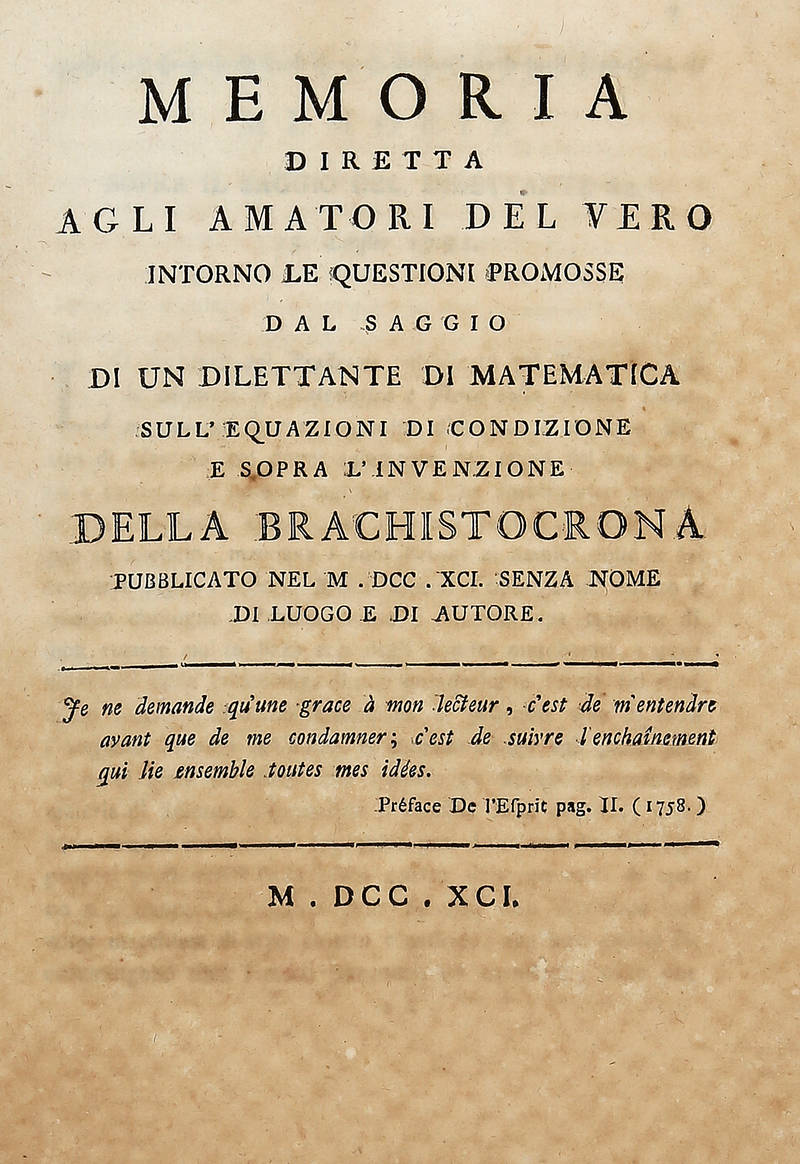 MEMORIA
DIRETTA
AGLI AMATORI DEL VERO
INTORNO LE QUESTIONI PROMOSSE
DAL SAGGIO
DI UN DILETTANTE DI MATEMATICA
SULL' EQUAZIONI DI CONDIZIONE
E SOPRA L' INVENZIONE
DELLA BRACHISTOCRONA
PUBBLICATO NEL M . DCC . XCI. SENZA NOME
DI LUOGO E DI AUTORE.
Je ne demande qu'une grace à mon lecteur , c'est de m'entendre
avant que de me condamner ; c'est de suivre l'enchaînement
qui lie ensemble toutes mes idées.
Préface De l'Eſprit pag. II. ( 1758. )
M . DCC . XCI.